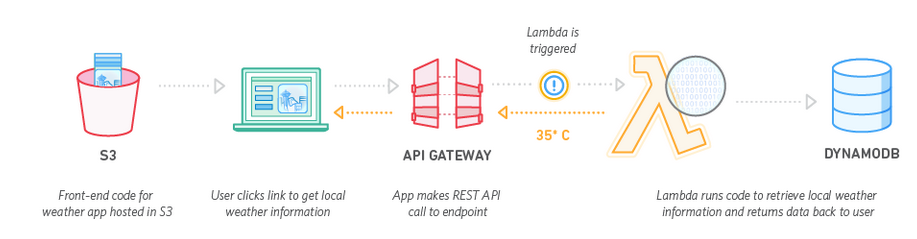 Lambda is
triggered
35° C
S3
API GATEWAY
DYNAMODB
Front-end code for
weather app hosted in S3
User clicks link to get local
weather information
App makes REST API
call to endpoint
Lambda runs code to retrieve local weather
information and returns data back to user